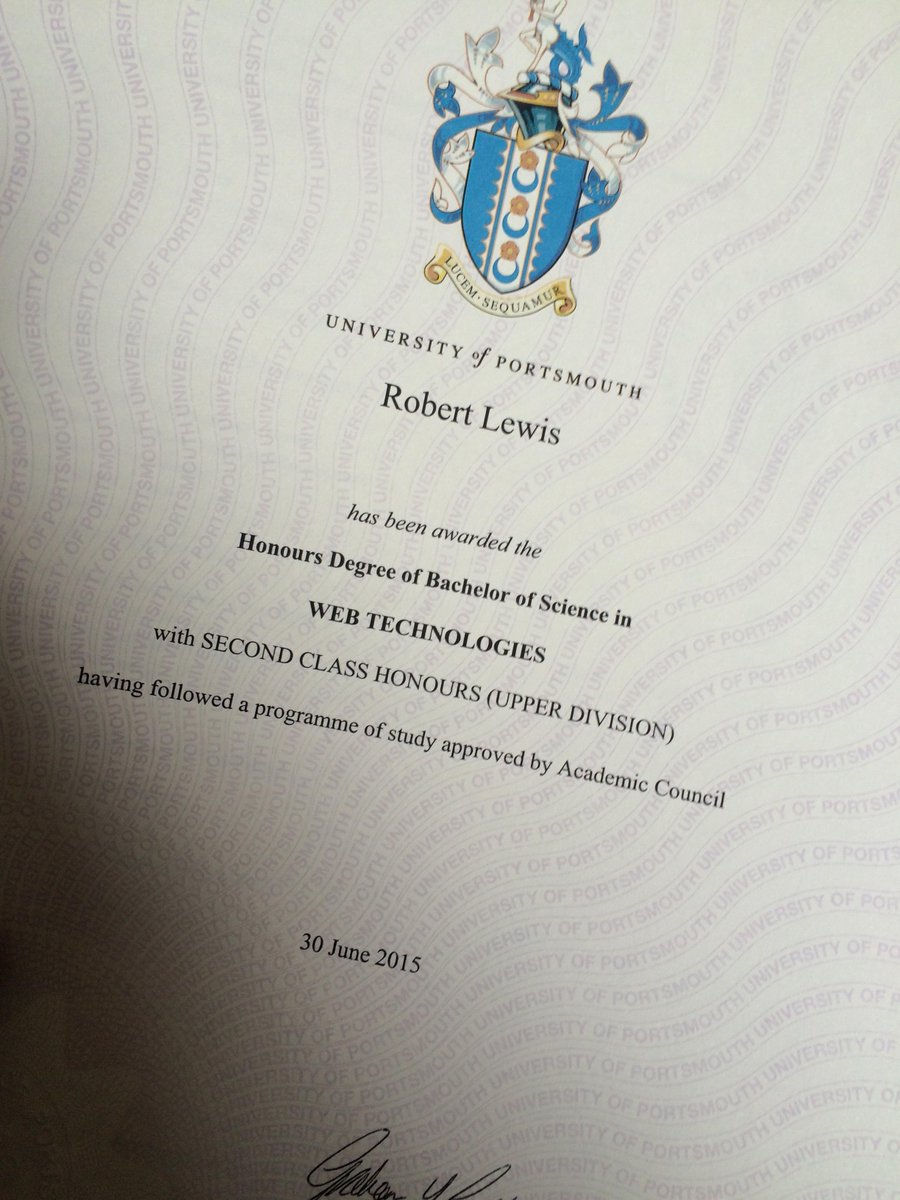 LUCEM · SEQUAMUR
UNIVERSITY of PORTSMOUTH
Robert Lewis
has been awarded the
Honours Degree of Bachelor of Science in
WEB TECHNOLOGIES
with SECOND CLASS HONOURS (UPPER DIVISION)
having followed a programme of study approved by Academic Council
30 June 2015
Graham